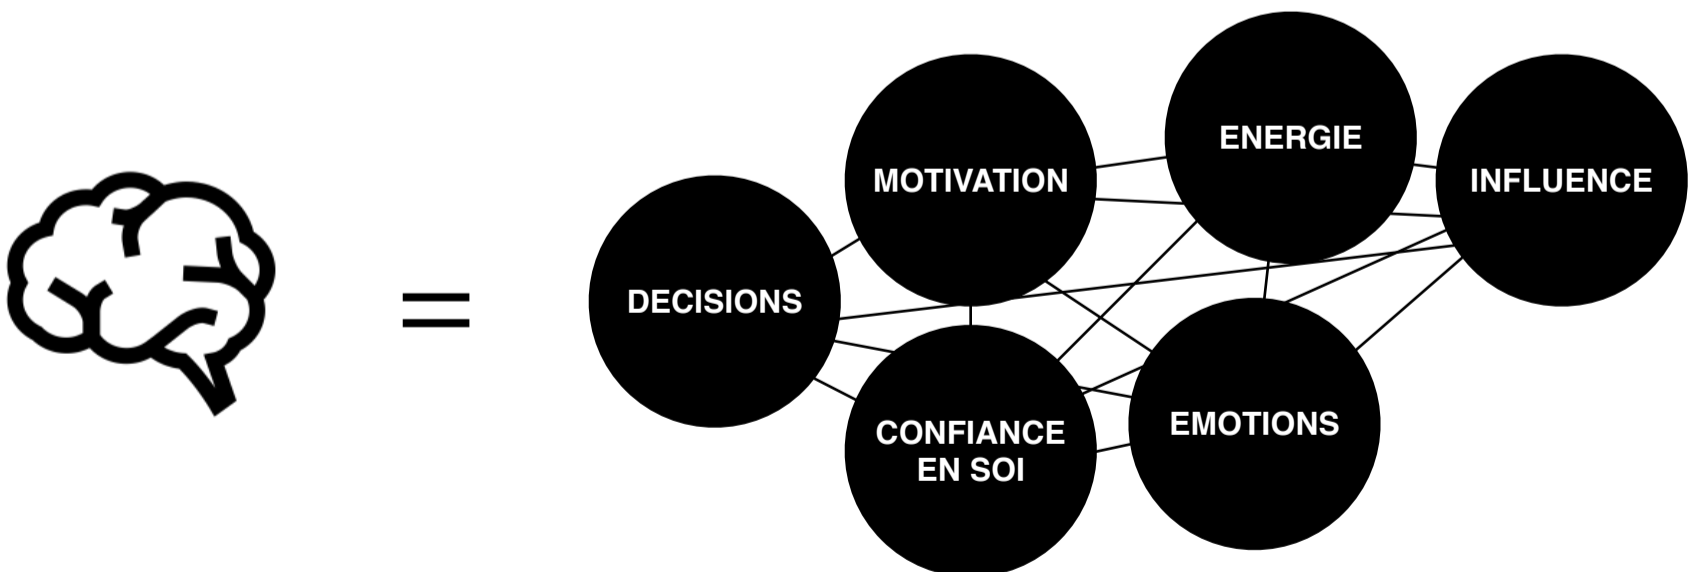 =
DECISIONS
MOTIVATION
CONFIANCE
EN SOI
ENERGIE
EMOTIONS
INFLUENCE